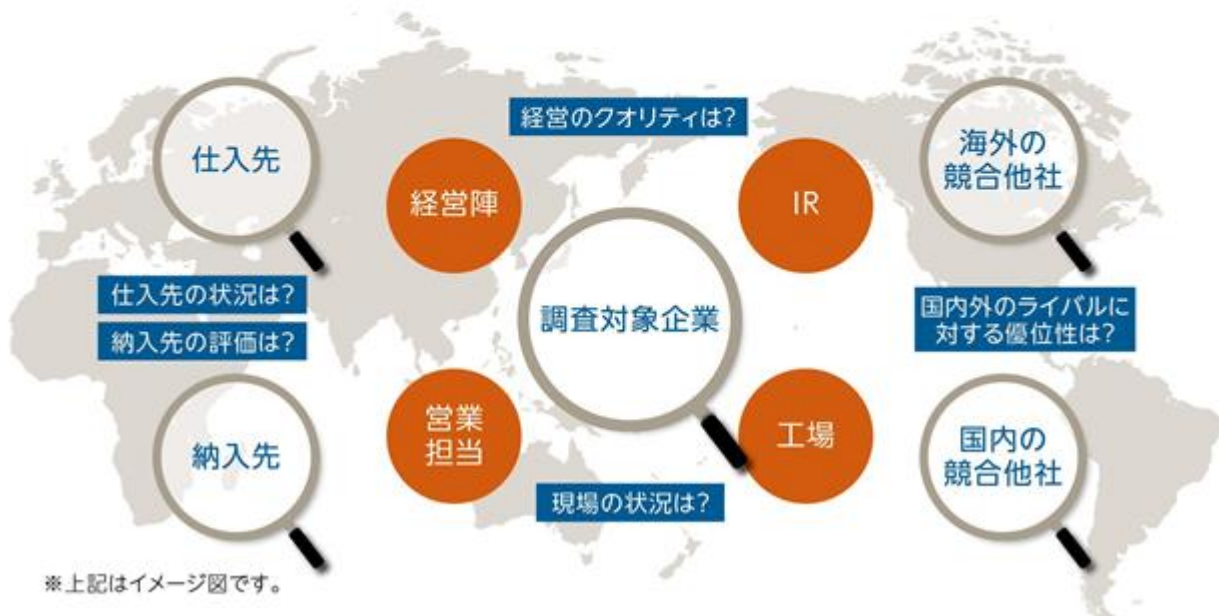 経営のクオリティは?
仕入先
経営陣
IR
海外の
競合他社
仕入先の状況は?
納入先の評価は?
調査対象企業
国内外のライバルに
対する優位性は?
納入先
営業
担当
工場
国内の
競合他社
現場の状況は?
※上記はイメージ図です。